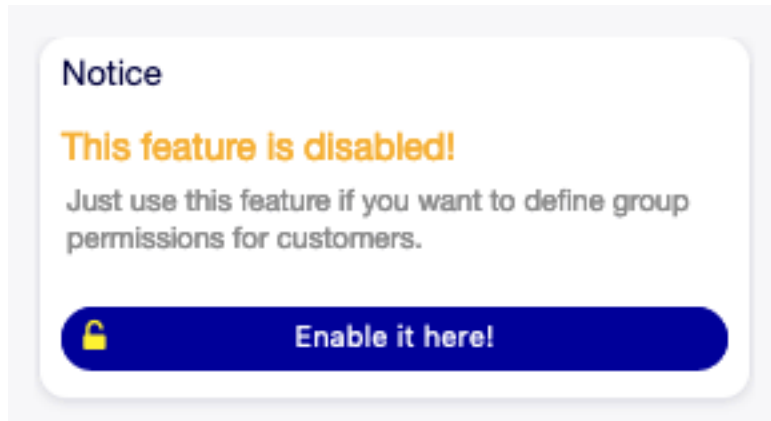 Notice
This feature is disabled!
Just use this feature if you want to define group
permissions for customers.
Enable it here!